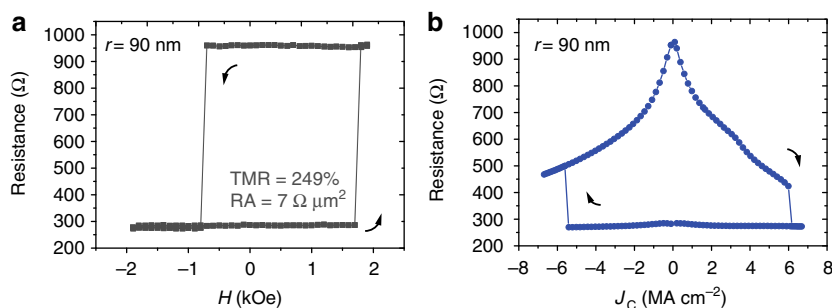 a
r = 90 nm
1000
900
800
700
600
500
400
300
200
Resistance (Ω)
TMR = 249%
RA = 7 Ω μm²
−2 −1 0 1 2
H (kOe)
b
r = 90 nm
1000
900
800
700
600
500
400
300
200
Resistance (Ω)
−8 −6 −4 −2 0 2 4 6 8
J_C (MA cm⁻²)